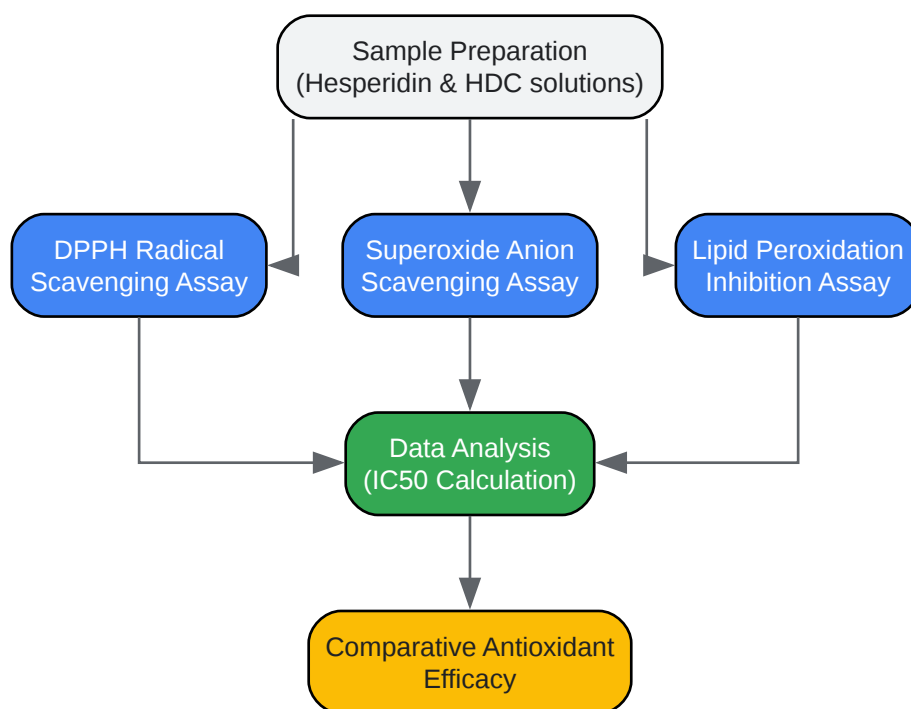 Sample Preparation
(Hesperidin & HDC solutions)
DPPH Radical
Scavenging Assay
Superoxide Anion
Scavenging Assay
Lipid Peroxidation
Inhibition Assay
Data Analysis
(IC50 Calculation)
Comparative Antioxidant
Efficacy